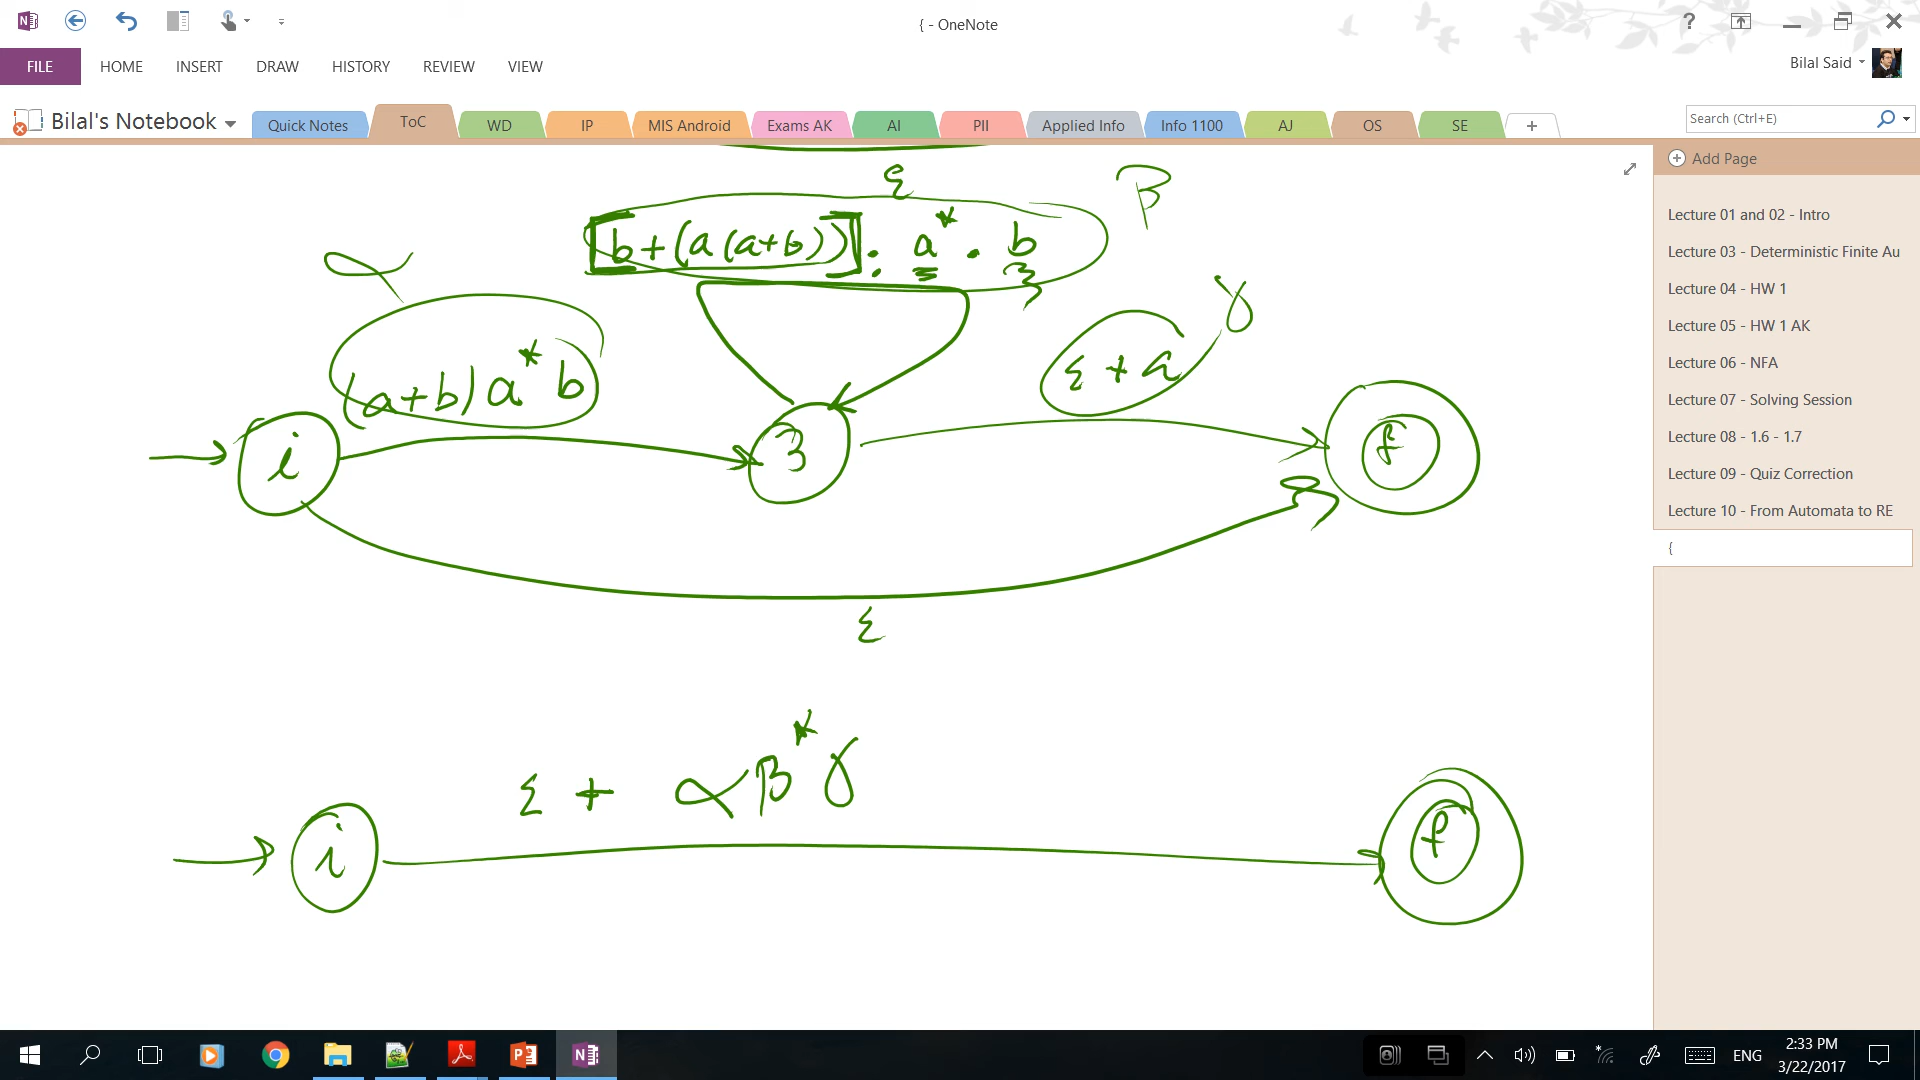 { - OneNote
?
FILE HOME INSERT DRAW HISTORY REVIEW VIEW
Bilal Said
Bilal's Notebook
Quick Notes ToC WD IP MIS Android Exams AK AI PII Applied Info Info 1100 AJ OS SE +
Search (Ctrl+E)
Add Page
Lecture 01 and 02 - Intro
Lecture 03 - Deterministic Finite Au
Lecture 04 - HW 1
Lecture 05 - HW 1 AK
Lecture 06 - NFA
Lecture 07 - Solving Session
Lecture 08 - 1.6 - 1.7
Lecture 09 - Quiz Correction
Lecture 10 - From Automata to RE
{
ε
β
[b+(a(a+b))] . a* . b
α
γ
(a+b)a*b
ε + a
i
3
f
ε
ε + αβ*γ
i
f
ENG
2:33 PM
3/22/2017